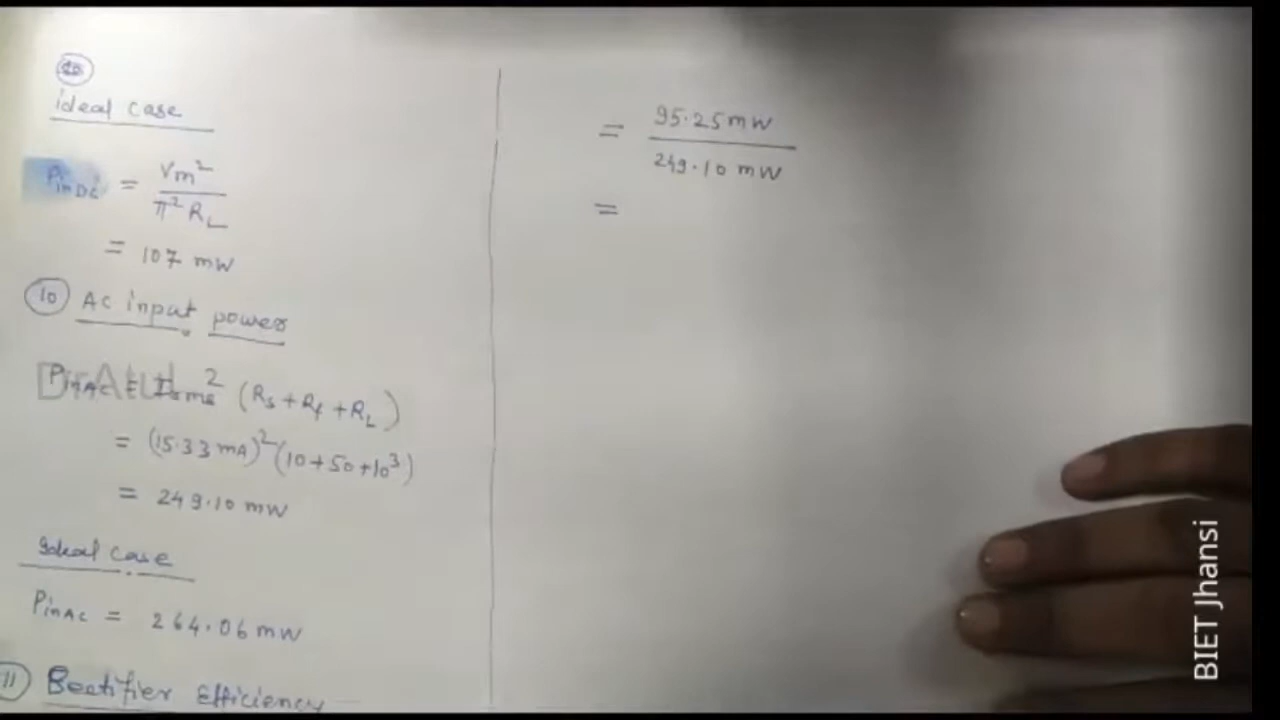 10
ideal case
PinDC = Vm²/π² RL
= 107 mW
10 AC input power
PinAC = Irms² (Rs + Rf + RL)
= (15.33 mA)² (10 + 50 + 10³)
= 249.10 mW
Ideal case
PinAC = 264.06 mW
11 Rectifier Efficiency
= 95.25 mW / 249.10 mW
=
BIET Jhansi